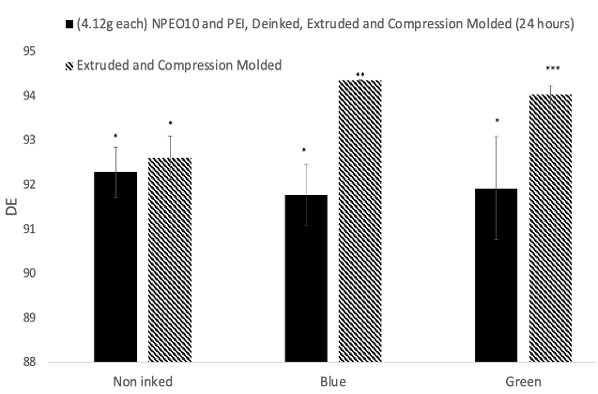 (4.12g each) NPEO10 and PEI, Deinked, Extruded and Compression Molded (24 hours)
Extruded and Compression Molded
95
94
93
92
91
90
89
88
DE
* * * ** * ***
Non inked Blue Green